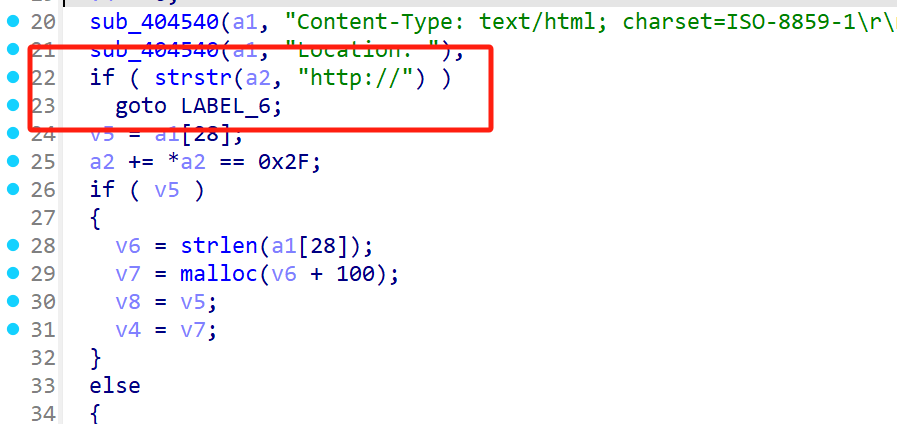 20 sub_404540(a1, "Content-Type: text/html; charset=ISO-8859-1\r\
21 sub_404540(a1, "Location: "),
22 if ( strstr(a2, "http://") )
23 goto LABEL_6;
24 v5 = a1[28];
25 a2 += *a2 == 0x2F;
26 if ( v5 )
27 {
28 v6 = strlen(a1[28]);
29 v7 = malloc(v6 + 100);
30 v8 = v5;
31 v4 = v7;
32 }
33 else
34 {